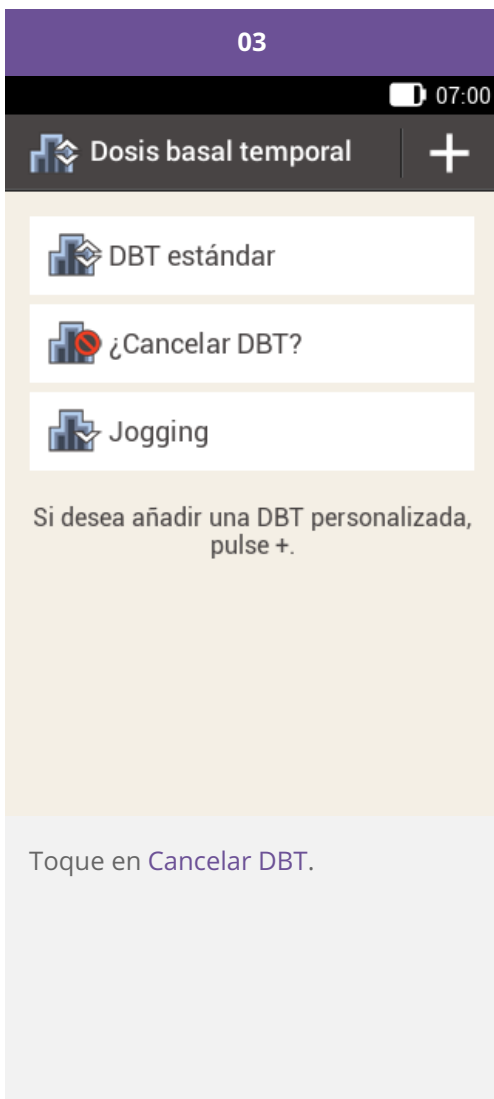 03
07:00
Dosis basal temporal
+
DBT estándar
¿Cancelar DBT?
Jogging
Si desea añadir una DBT personalizada,
pulse +.
Toque en Cancelar DBT.